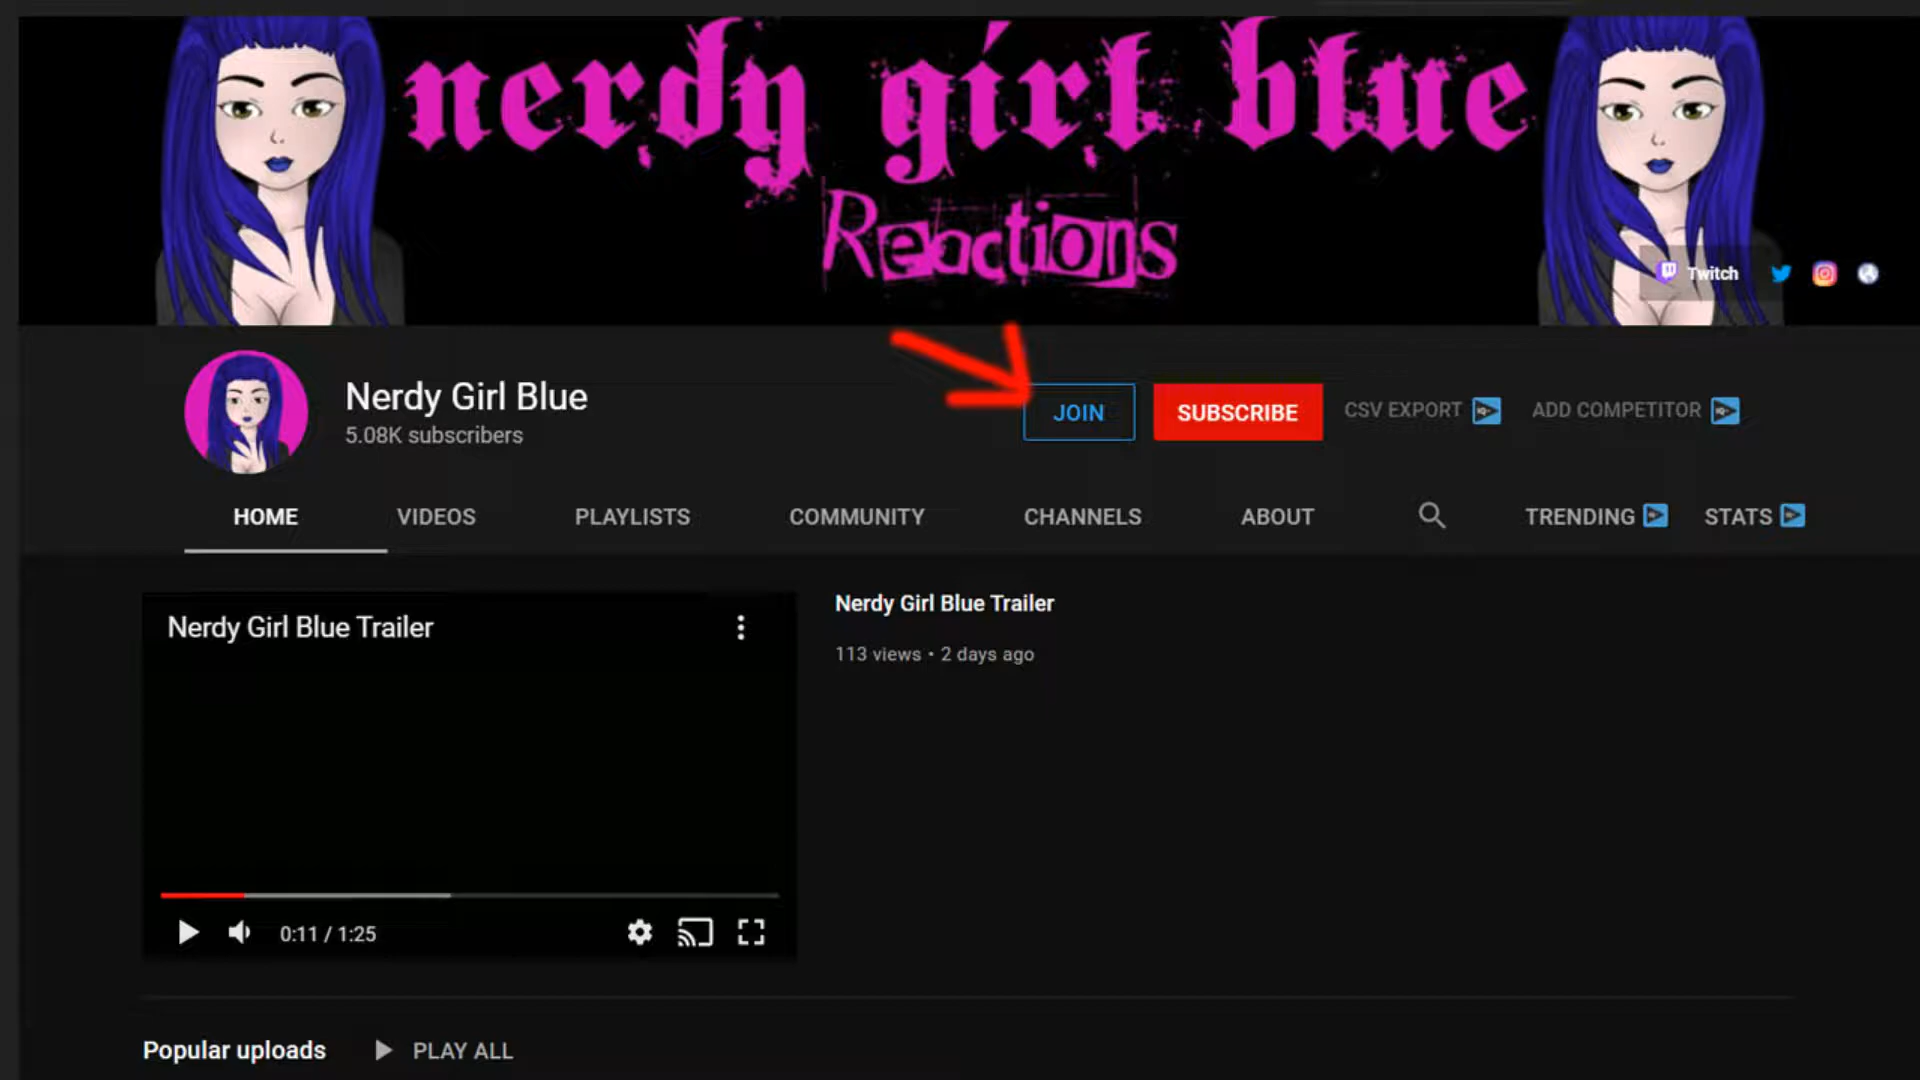 nerdy girl blue
Reactions
Twitch
Nerdy Girl Blue
5.08K subscribers
JOIN
SUBSCRIBE
CSV EXPORT
ADD COMPETITOR
HOME
VIDEOS
PLAYLISTS
COMMUNITY
CHANNELS
ABOUT
TRENDING
STATS
Nerdy Girl Blue Trailer
Nerdy Girl Blue Trailer
113 views • 2 days ago
0:11 / 1:25
Popular uploads
PLAY ALL